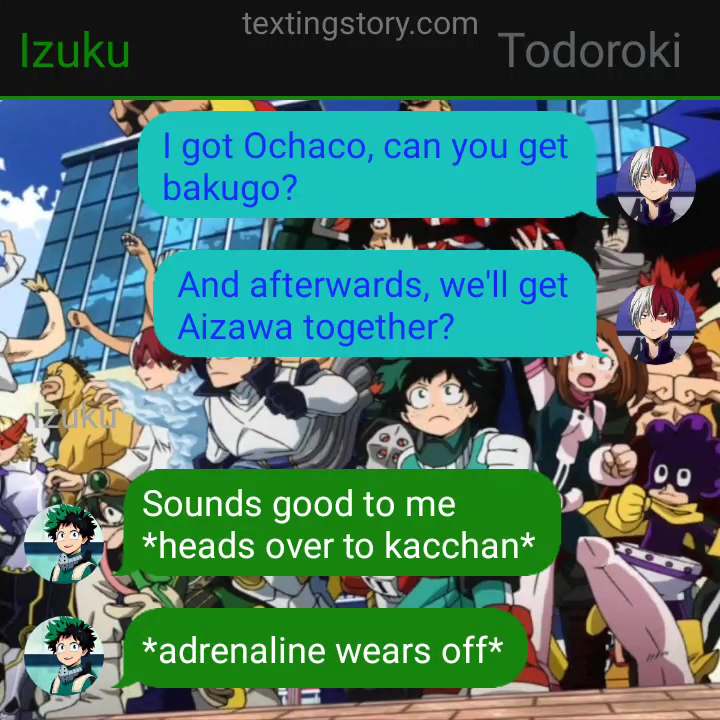 textingstory.com
Izuku
Todoroki
I got Ochaco, can you get
bakugo?
And afterwards, we'll get
Aizawa together?
Izuku
Sounds good to me
*heads over to kacchan*
*adrenaline wears off*